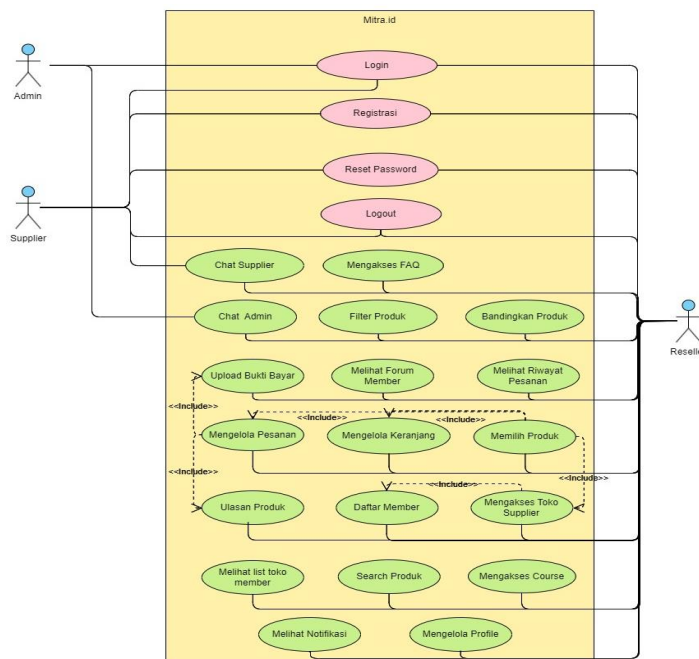 Mitra.id
Login
Admin
Registrasi
Reset Password
Logout
Supplier
Chat Supplier
Mengakses FAQ
Chat Admin
Filter Produk
Bandingkan Produk
Reselle
Upload Bukti Bayar
Melihat Forum
Member
Melihat Riwayat
Pesanan
<<Include>>
<<Include>>
<<Include>>
Mengelola Pesanan
Mengelola Keranjang
Memilih Produk
<<Include>>
<<Include>>
<<Include>>
Ulasan Produk
Daftar Member
Mengakses Toko
Supplier
Melihat list toko
member
Search Produk
Mengakses Course
Melihat Notifikasi
Mengelola Profile